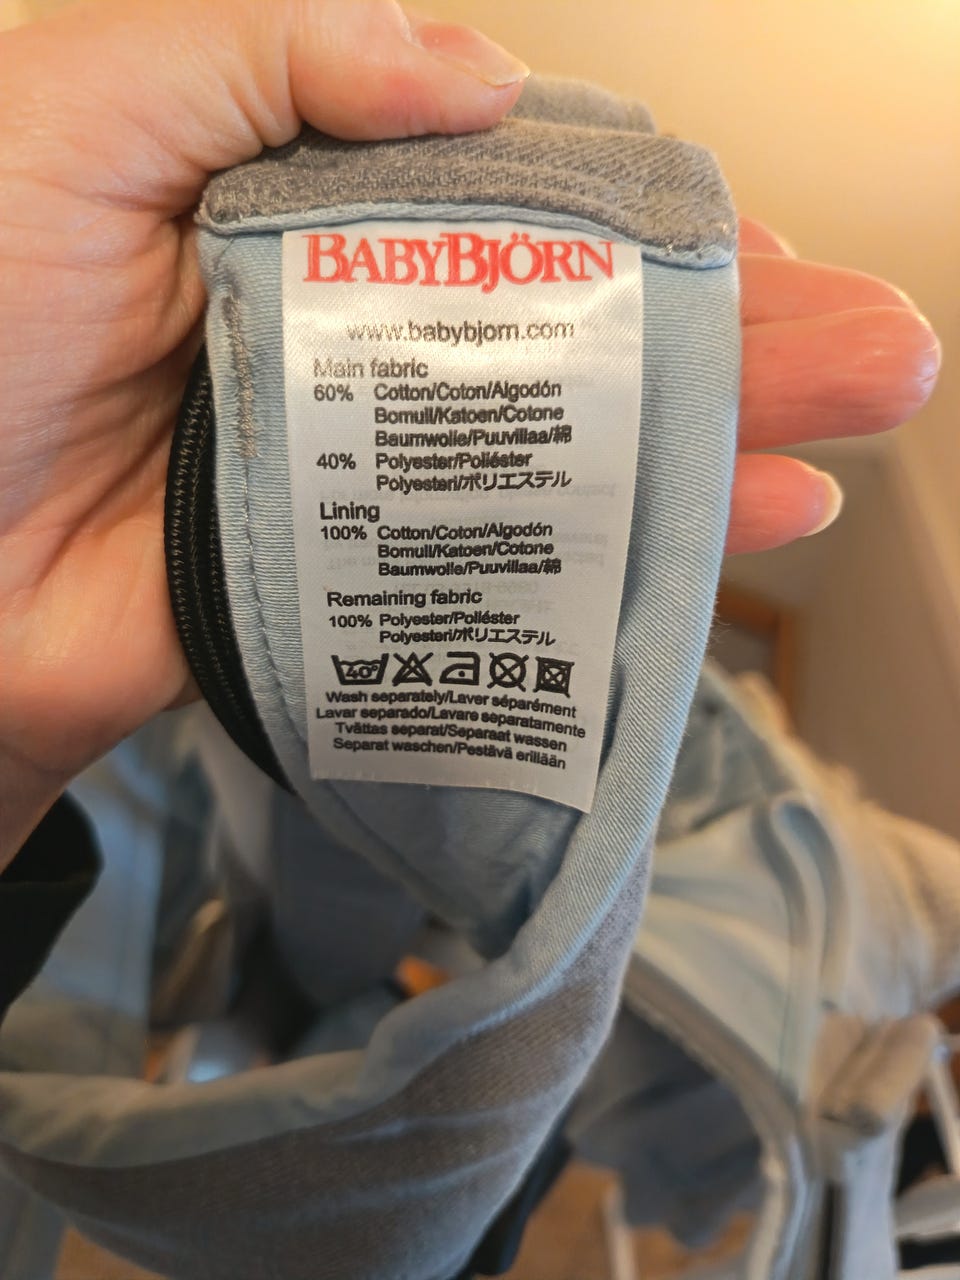 BABYBJÖRN
www.babybjorn.com
Main fabric
60% Cotton/Coton/Algodón
Bomull/Katoen/Cotone
Baumwolle/Puuvillaa/綿
40% Polyester/Poliéster
Polyesteri/ポリエステル
Lining
100% Cotton/Coton/Algodón
Bomull/Katoen/Cotone
Baumwolle/Puuvillaa/綿
Remaining fabric
100% Polyester/Poliéster
Polyesteri/ポリエステル
40°
Wash separately/Laver séparément
Lavar separado/Lavare separatamente
Tvättas separat/Separaat wassen
Separat waschen/Pestävä erillään